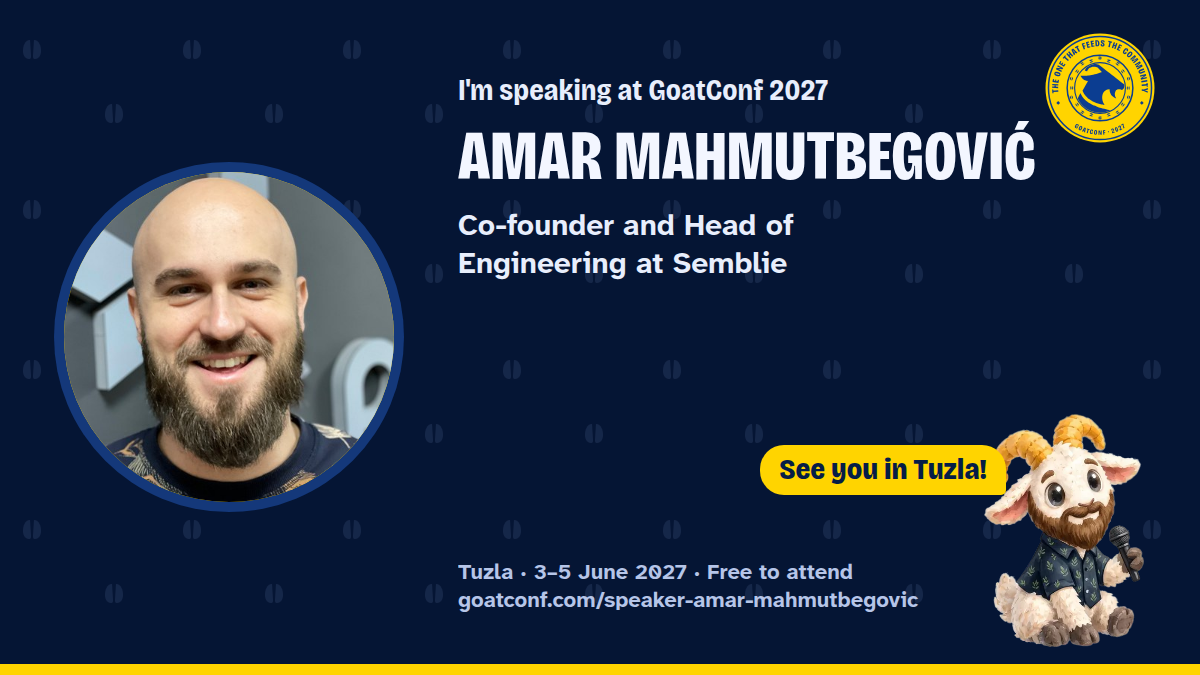 I'm speaking at GoatConf 2027
AMAR MAHMUTBEGOVIĆ
Co-founder and Head of
Engineering at Semblie
THE ONE THAT FEEDS THE COMMUNITY
GOATCONF · 2027
See you in Tuzla!
Tuzla · 3–5 June 2027 · Free to attend
goatconf.com/speaker-amar-mahmutbegovic